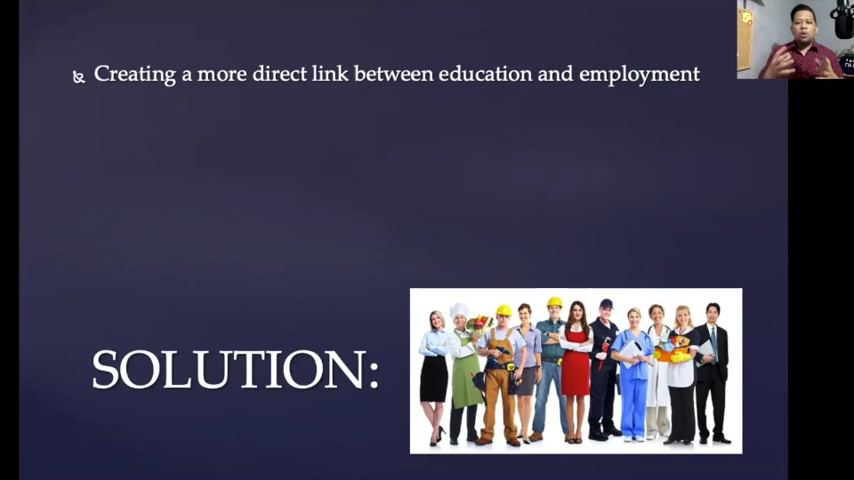 Creating a more direct link between education and employment
SOLUTION: